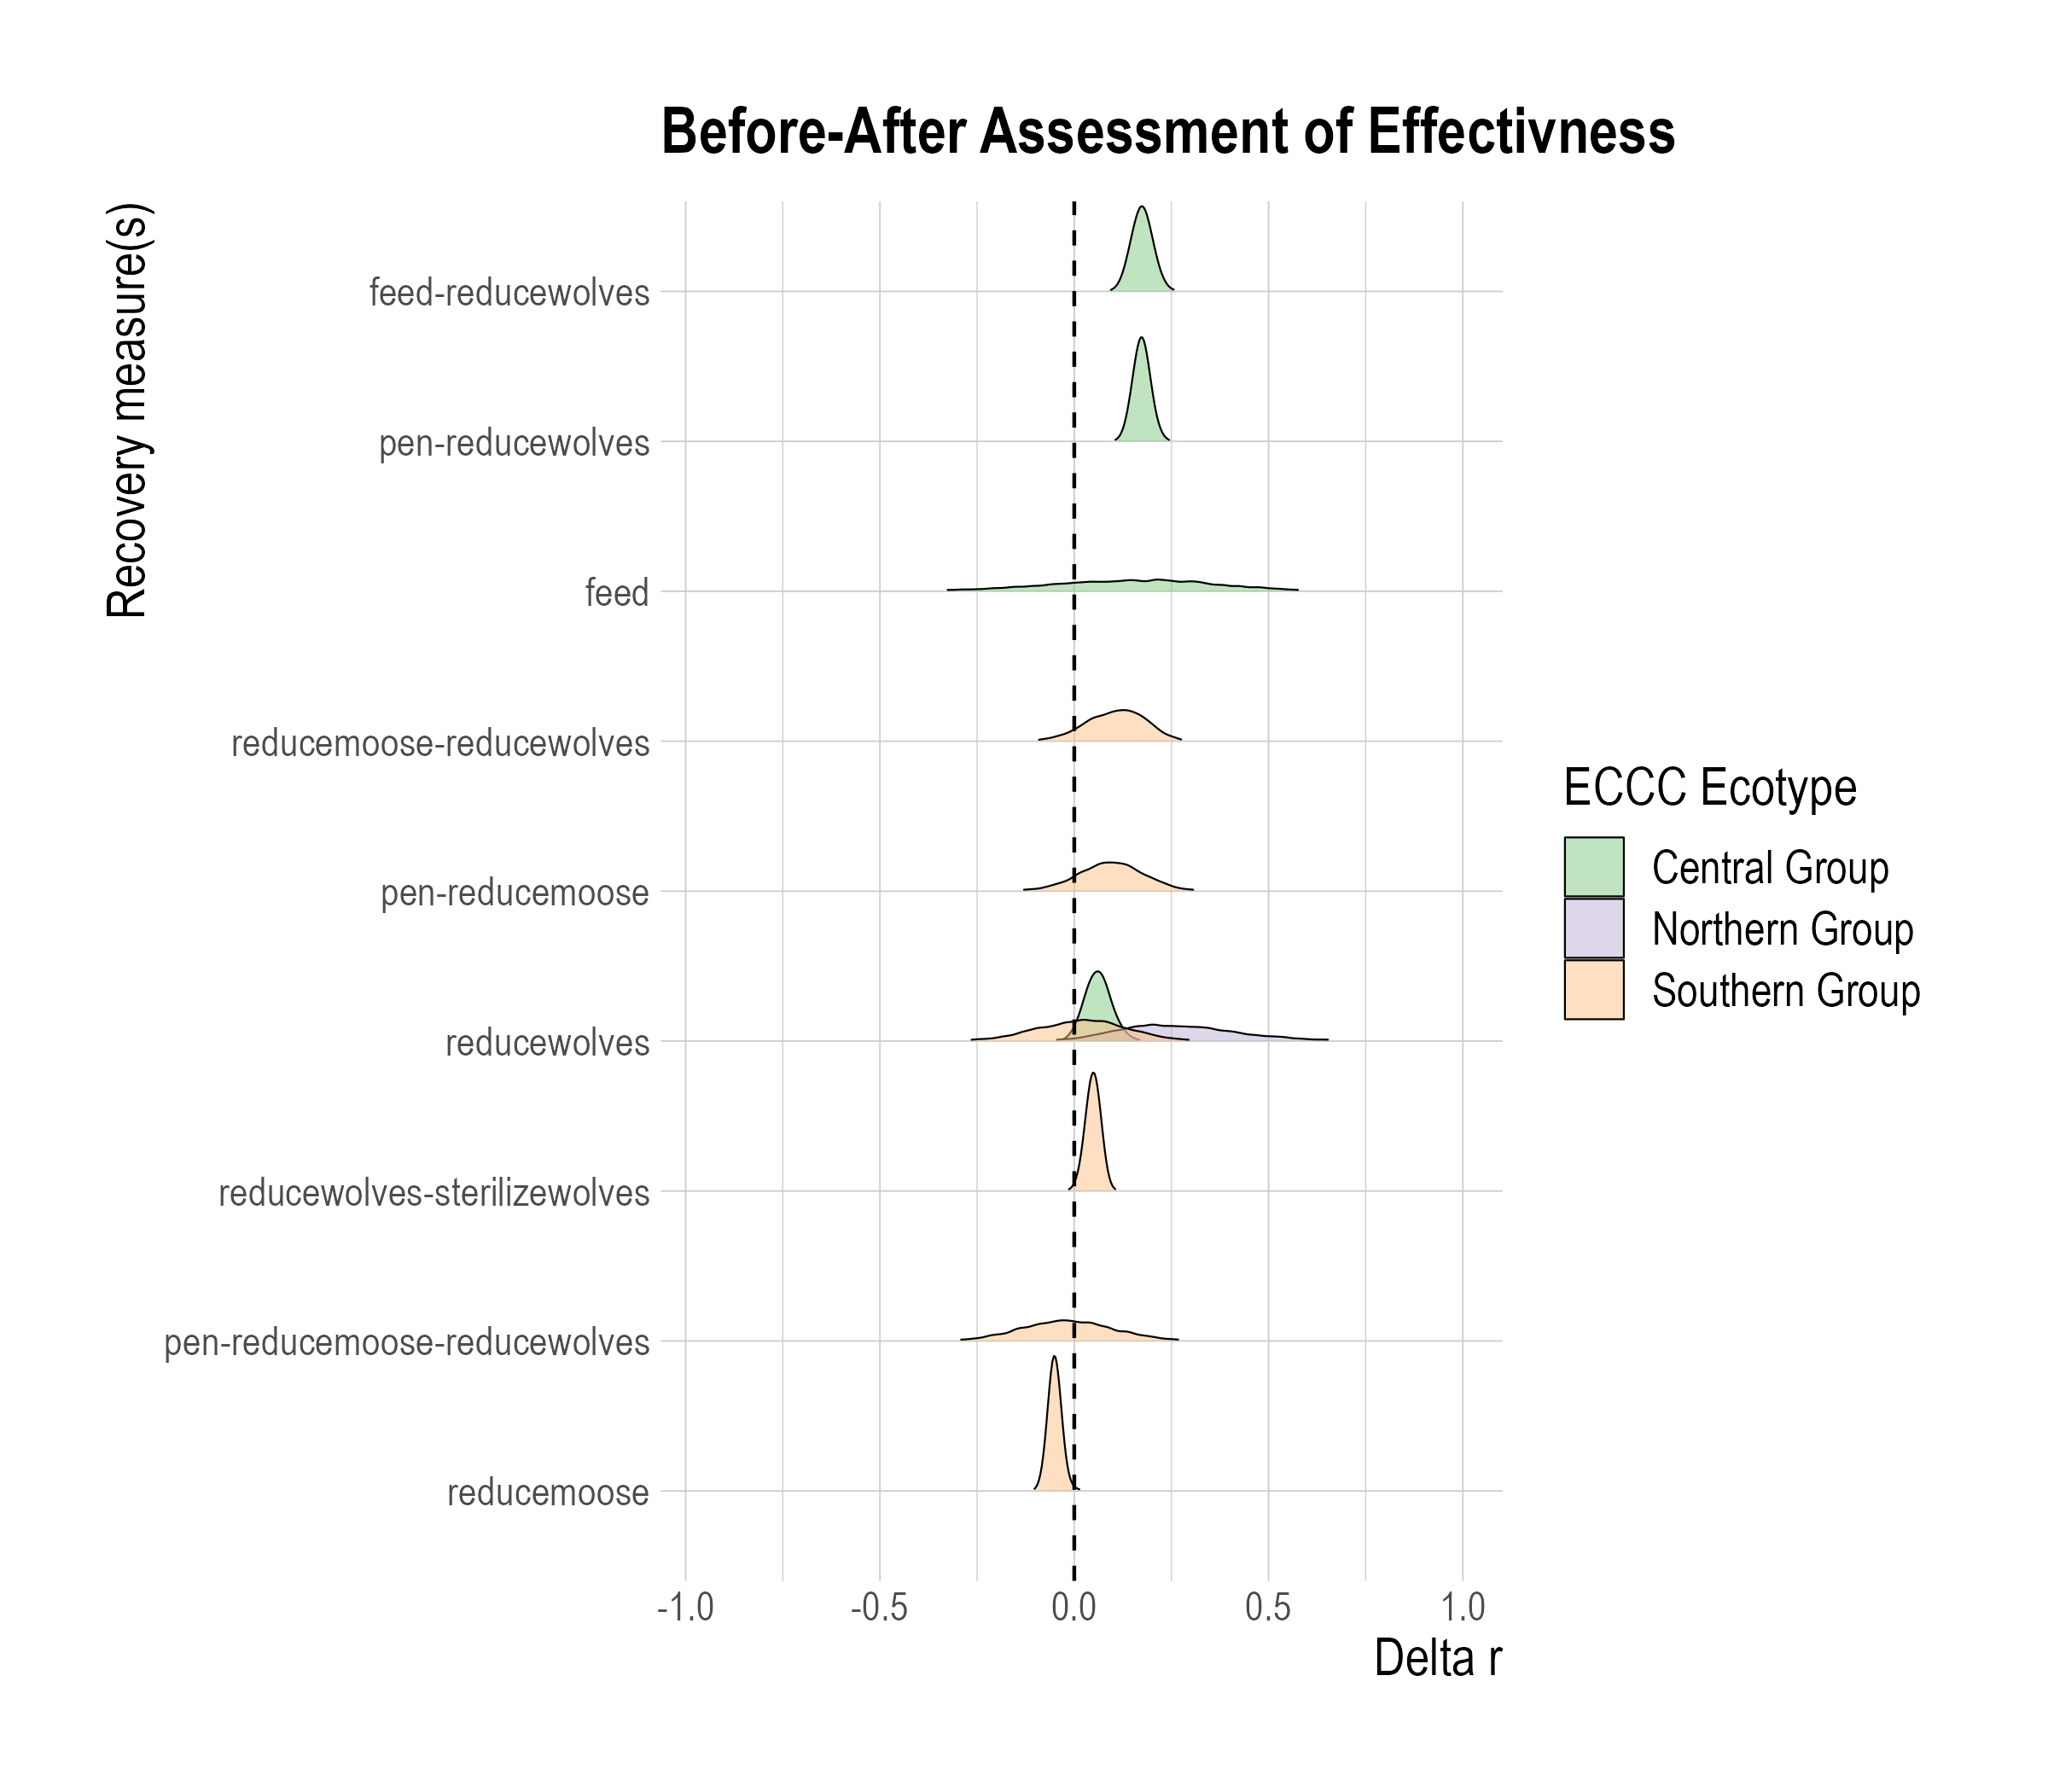 Before-After Assessment of Effectivness
Recovery measure(s)
feed-reducewolves
pen-reducewolves
feed
reducemoose-reducewolves
pen-reducemoose
reducewolves
reducewolves-sterilizewolves
pen-reducemoose-reducewolves
reducemoose
-1.0 -0.5 0.0 0.5 1.0
Delta r
ECCC Ecotype
Central Group
Northern Group
Southern Group